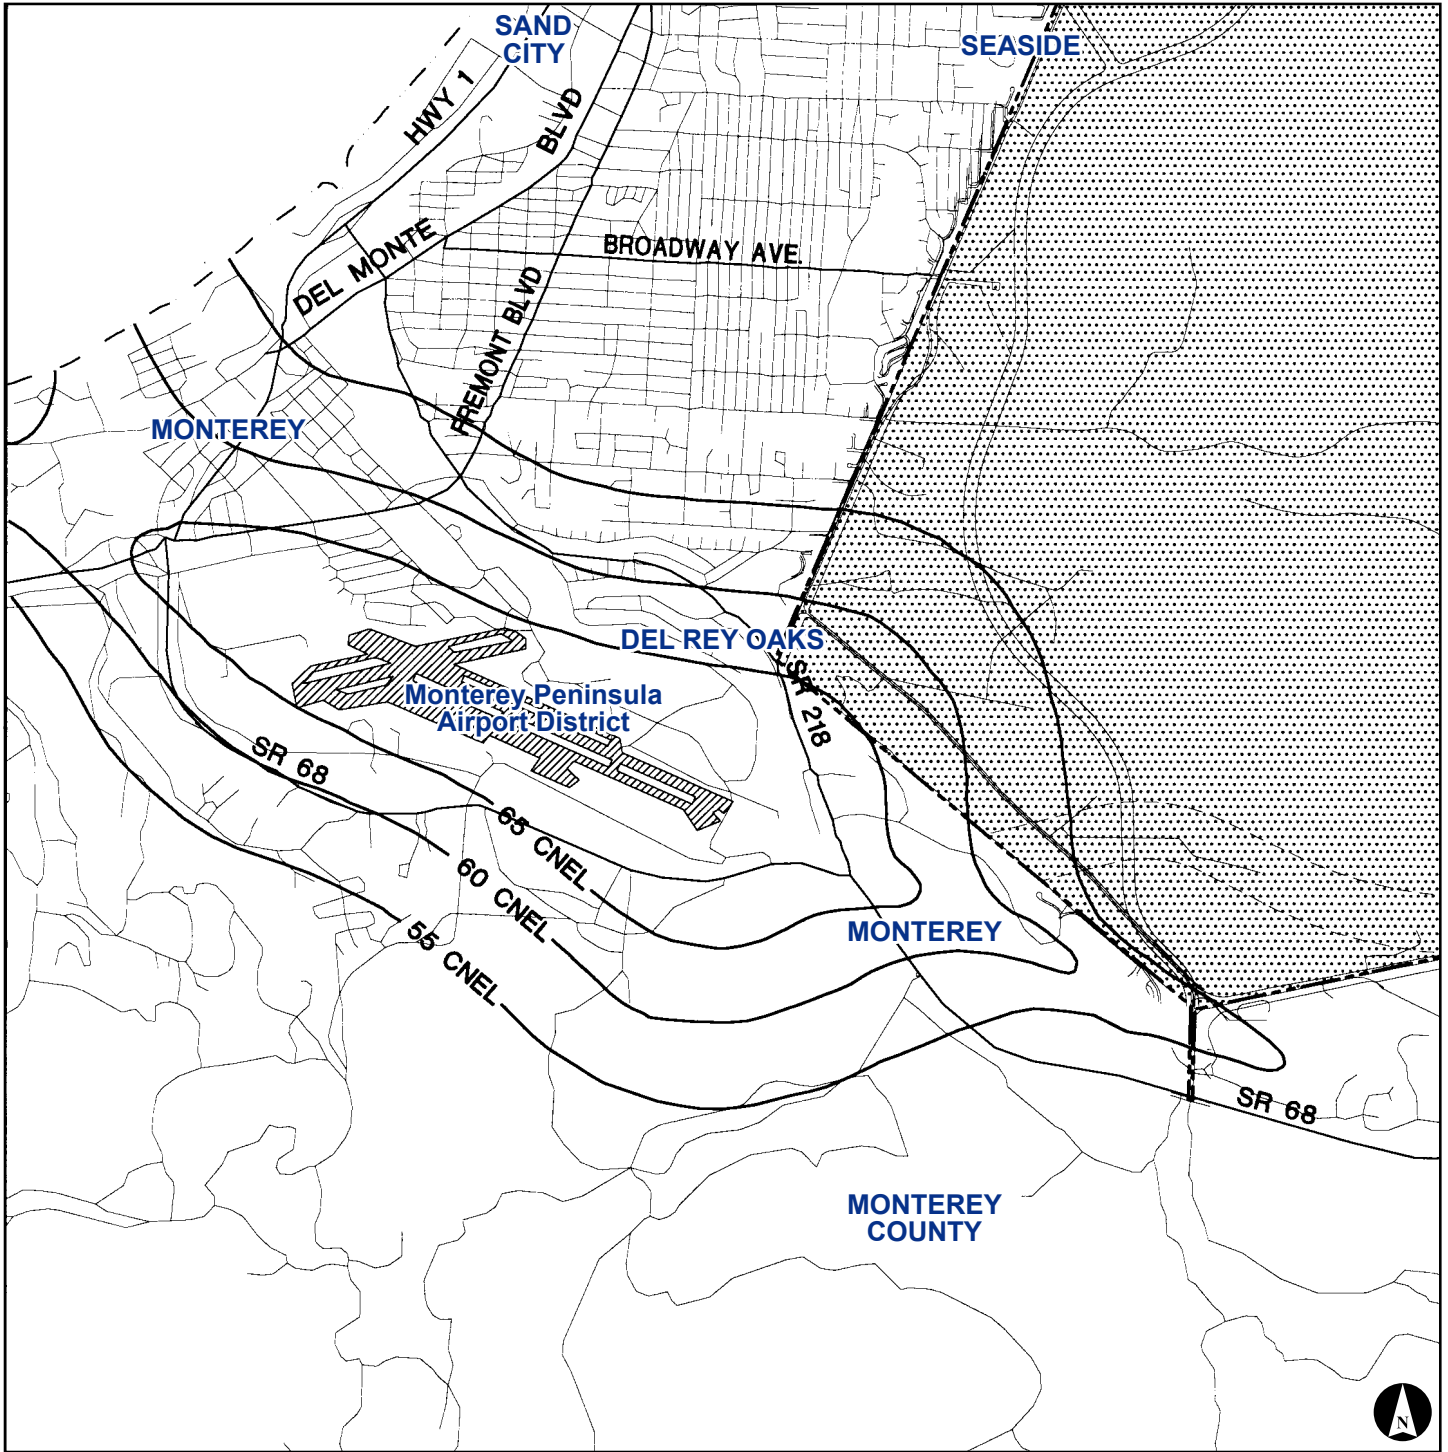 SAND
CITY
SEASIDE
HWY 1
BLVD
DEL MONTE
BROADWAY AVE.
FREMONT BLVD
MONTEREY
DEL REY OAKS
SR 218
Monterey Peninsula
Airport District
SR 68
65 CNEL
60 CNEL
55 CNEL
MONTEREY
SR 68
MONTEREY
COUNTY
N